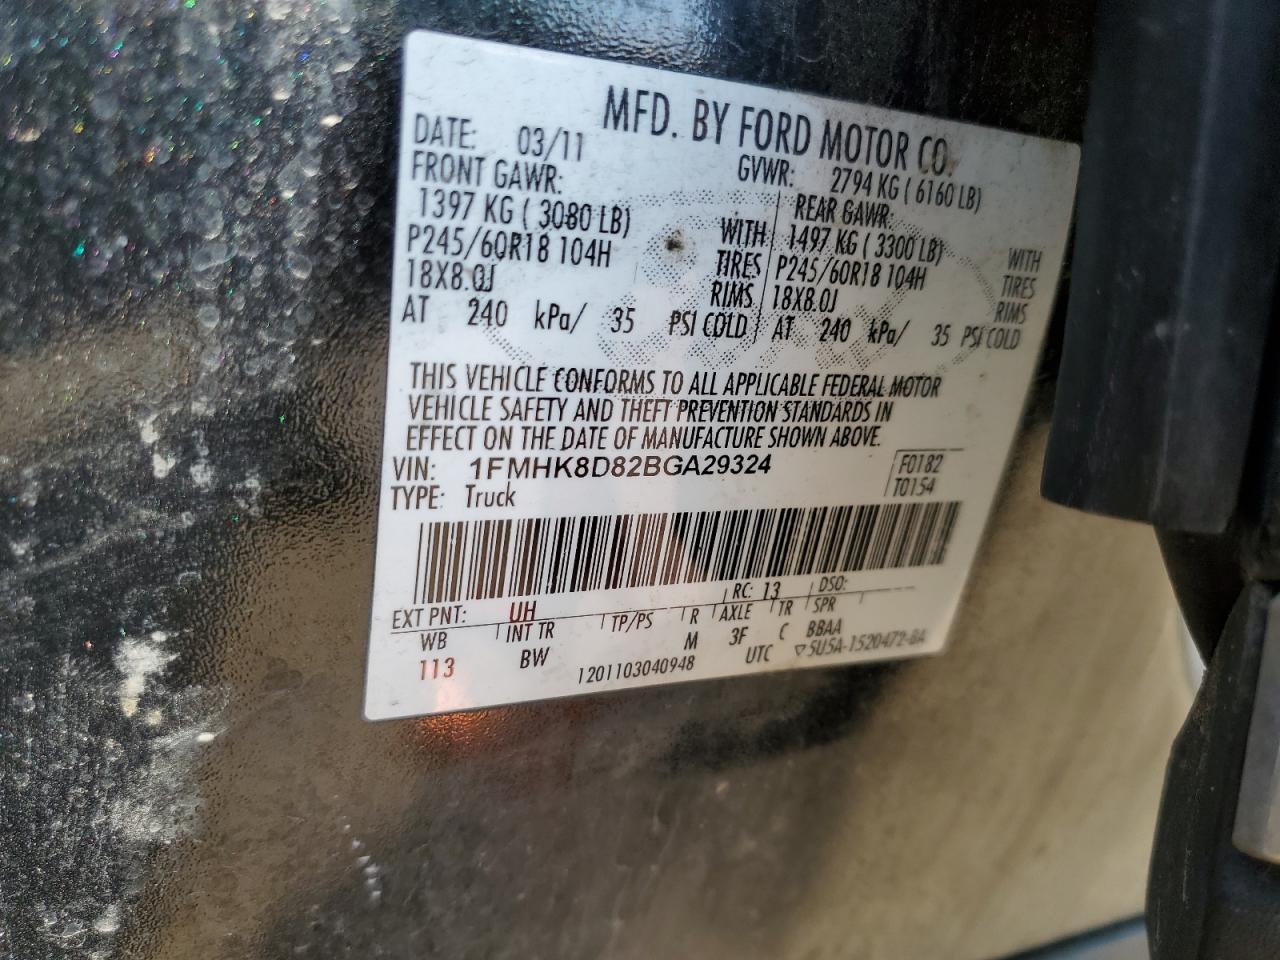 MFD. BY FORD MOTOR CO.
DATE: 03/11 GVWR: 2794 KG ( 6160 LB)
FRONT GAWR: REAR GAWR:
1397 KG ( 3080 LB) WITH 1497 KG ( 3300 LB) WITH
P245/60R18 104H TIRES P245/60R18 104H TIRES
18X8.0J RIMS 18X8.0J RIMS
AT 240 kPa/ 35 PSI COLD AT 240 kPa/ 35 PSI COLD
THIS VEHICLE CONFORMS TO ALL APPLICABLE FEDERAL MOTOR
VEHICLE SAFETY AND THEFT PREVENTION STANDARDS IN
EFFECT ON THE DATE OF MANUFACTURE SHOWN ABOVE.
VIN: 1FMHK8D82BGA29324 F0182
TYPE: Truck T0154
EXT PNT: UH RC: 13 DSO:
WB INT TR TP/PS R AXLE TR SPR
113 BW M 3F C BBAA
1201103040948 UTC ▽5U5A-1520472-BA